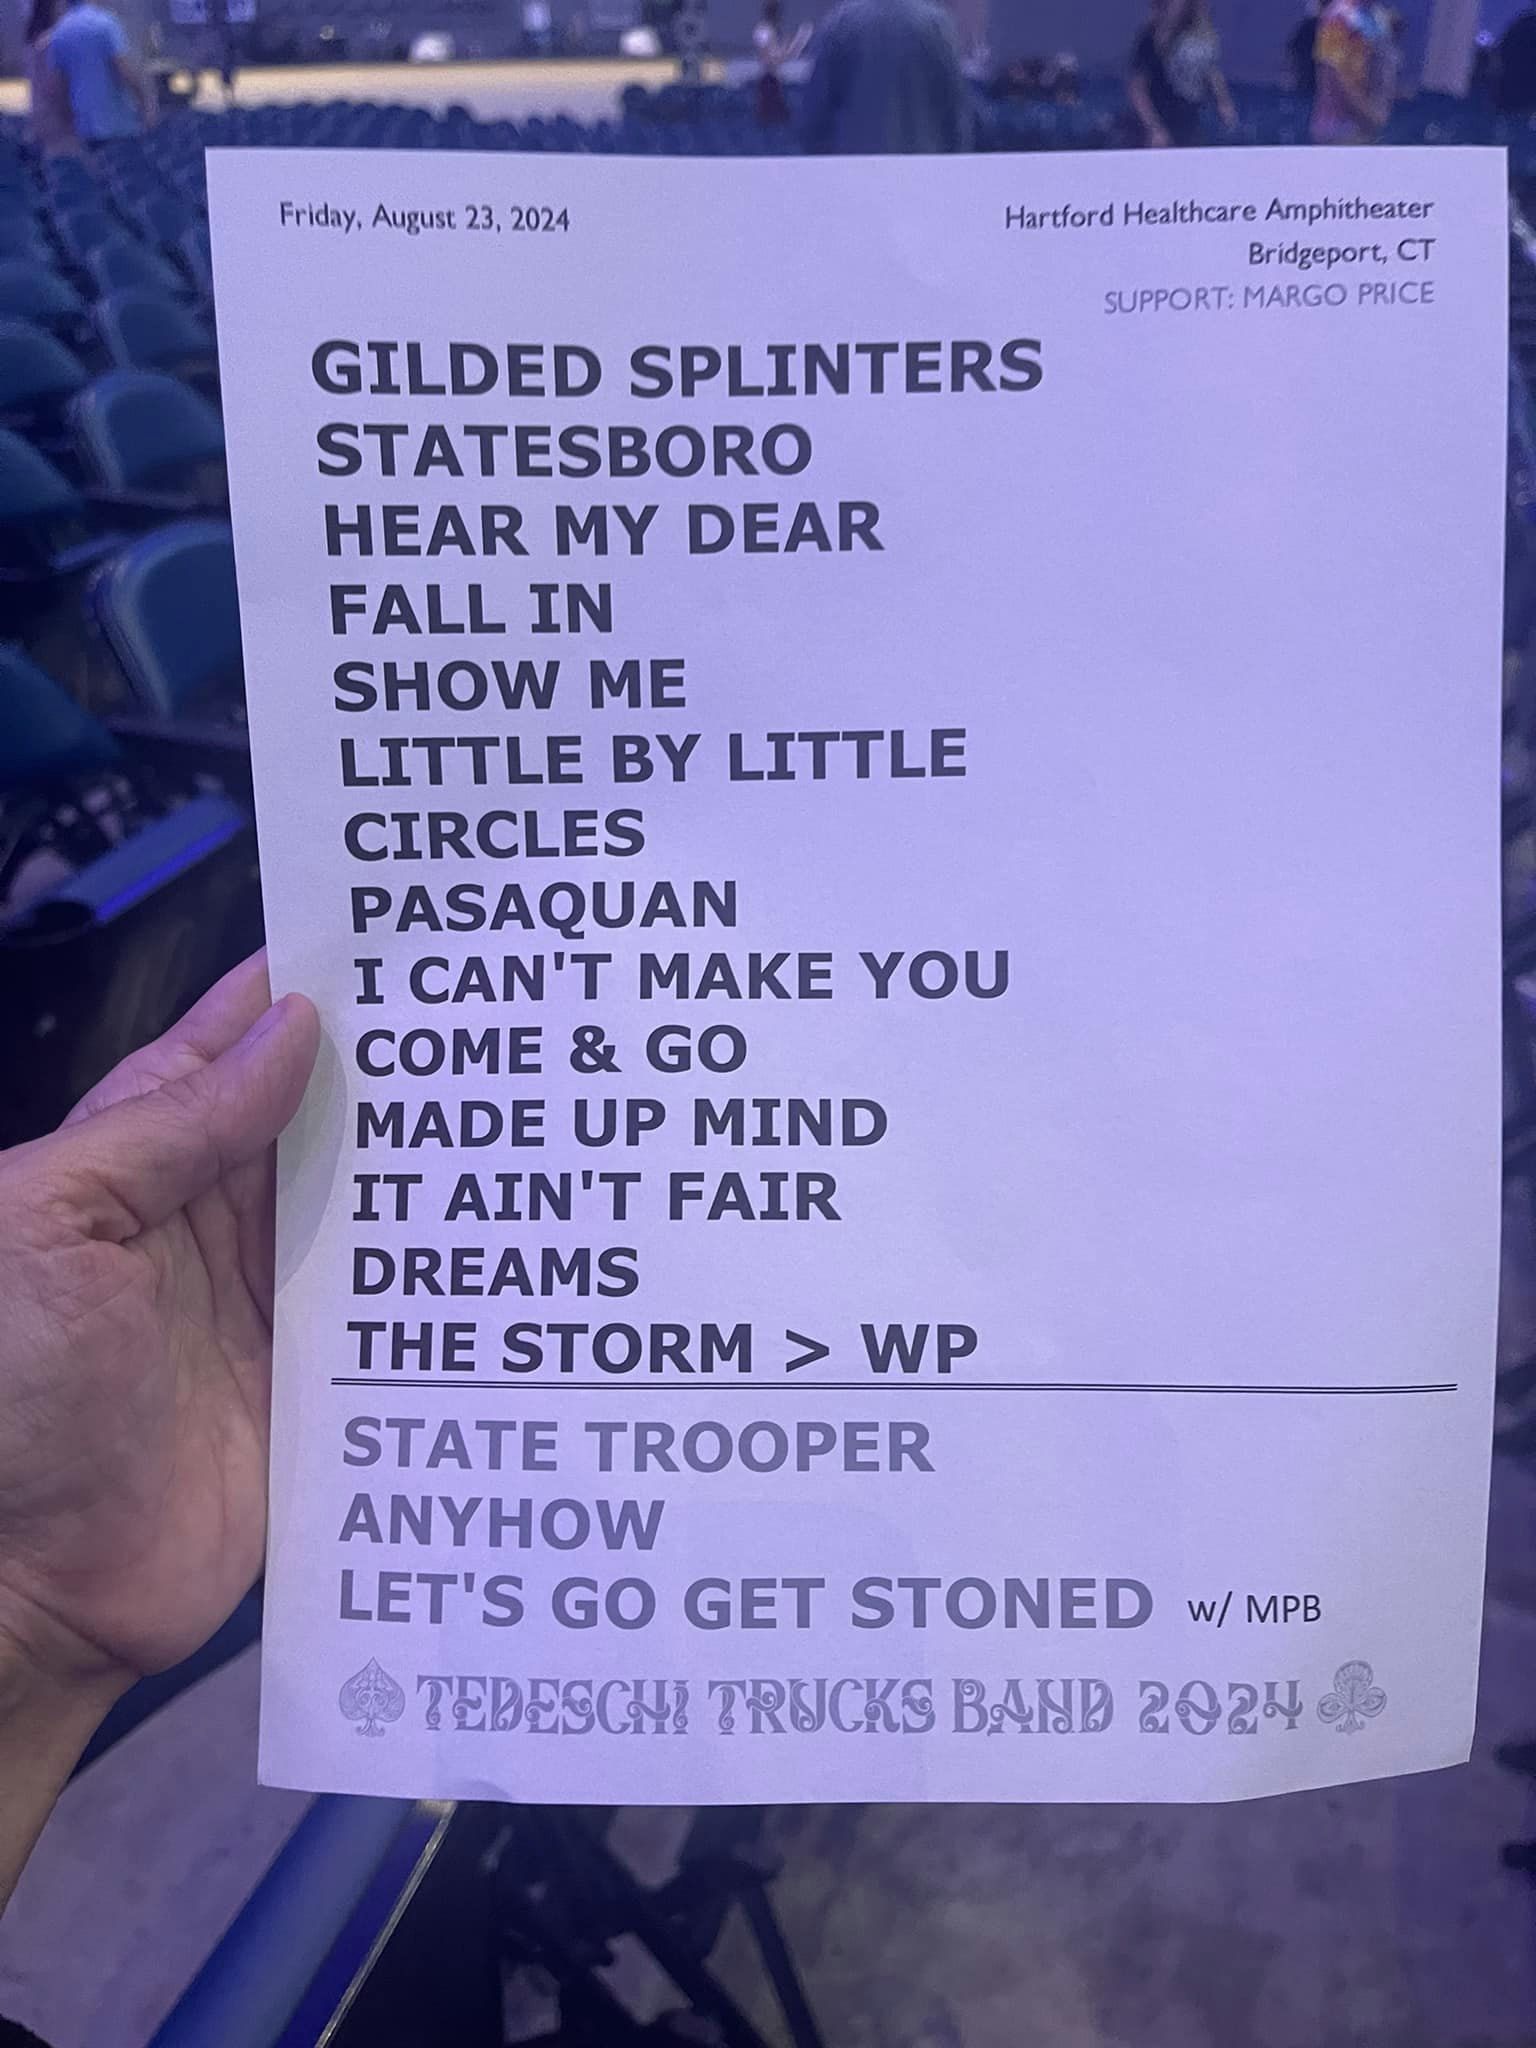 Friday, August 23, 2024
Hartford Healthcare Amphitheater
Bridgeport, CT
SUPPORT: MARGO PRICE
GILDED SPLINTERS
STATESBORO
HEAR MY DEAR
FALL IN
SHOW ME
LITTLE BY LITTLE
CIRCLES
PASAQUAN
I CAN'T MAKE YOU
COME & GO
MADE UP MIND
IT AIN'T FAIR
DREAMS
THE STORM > WP
STATE TROOPER
ANYHOW
LET'S GO GET STONED w/ MPB
TEDESCHI TRUCKS BAND 2024